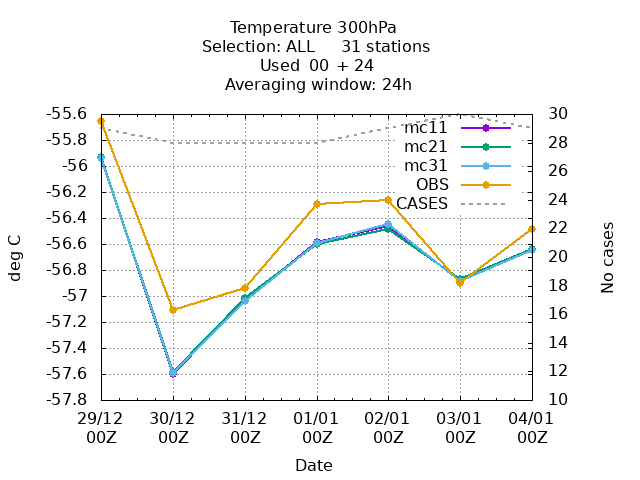 Temperature 300hPa
Selection: ALL     31 stations
Used  00  + 24
Averaging window: 24h
-55.6
-55.8
-56
-56.2
-56.4
-56.6
-56.8
-57
-57.2
-57.4
-57.6
-57.8
deg C
mc11
mc21
mc31
OBS
CASES
30
28
26
24
22
20
18
16
14
12
10
No cases
29/12 30/12 31/12 01/01 02/01 03/01 04/01
00Z 00Z 00Z 00Z 00Z 00Z 00Z
Date